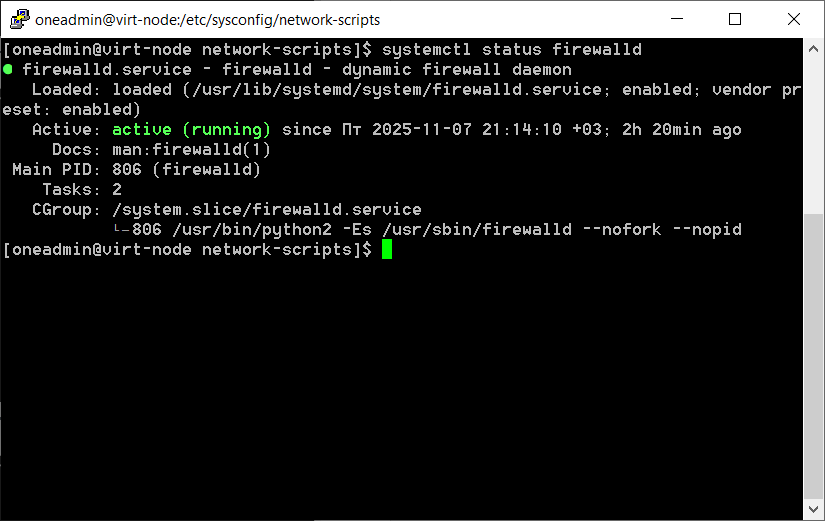 oneadmin@virt-node:/etc/sysconfig/network-scripts
[oneadmin@virt-node network-scripts]$ systemctl status firewalld
● firewalld.service - firewalld - dynamic firewall daemon
   Loaded: loaded (/usr/lib/systemd/system/firewalld.service; enabled; vendor pr
eset: enabled)
   Active: active (running) since Пт 2025-11-07 21:14:10 +03; 2h 20min ago
     Docs: man:firewalld(1)
 Main PID: 806 (firewalld)
    Tasks: 2
   CGroup: /system.slice/firewalld.service
           └─806 /usr/bin/python2 -Es /usr/sbin/firewalld --nofork --nopid
[oneadmin@virt-node network-scripts]$